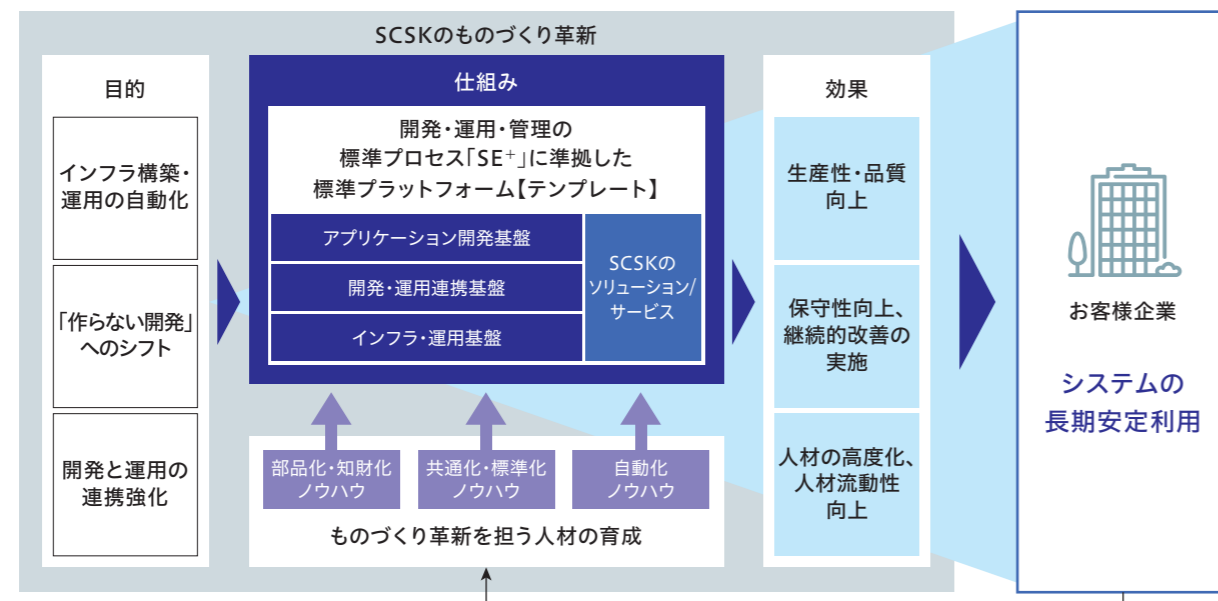 SCSKのものづくり革新
目的
インフラ構築・
運用の自動化
「作らない開発」
へのシフト
開発と運用の
連携強化
仕組み
開発・運用・管理の
標準プロセス「SE⁺」に準拠した
標準プラットフォーム【テンプレート】
アプリケーション開発基盤
開発・運用連携基盤
インフラ・運用基盤
SCSKの
ソリューション/
サービス
部品化・知財化
ノウハウ
共通化・標準化
ノウハウ
自動化
ノウハウ
ものづくり革新を担う人材の育成
効果
生産性・品質
向上
保守性向上、
継続的改善の
実施
人材の高度化、
人材流動性
向上
お客様企業
システムの
長期安定利用